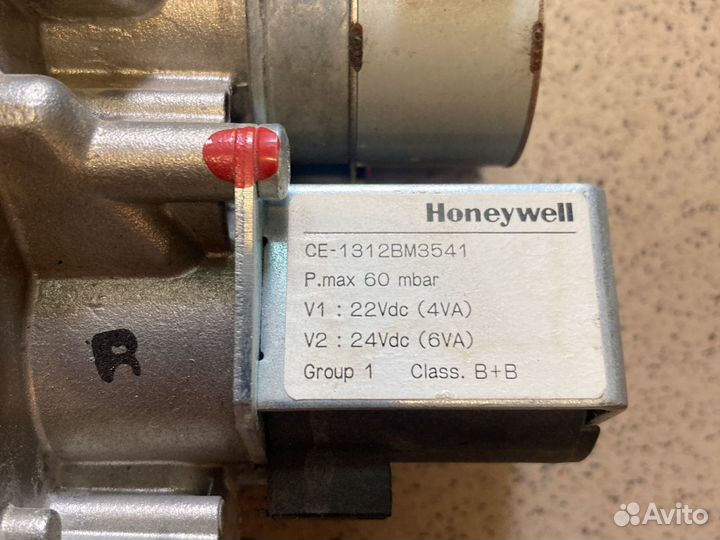 Honeywell
CE-1312BM3541
P.max 60 mbar
V1 : 22Vdc (4VA)
V2 : 24Vdc (6VA)
Group 1 Class. B+B
R
Avito